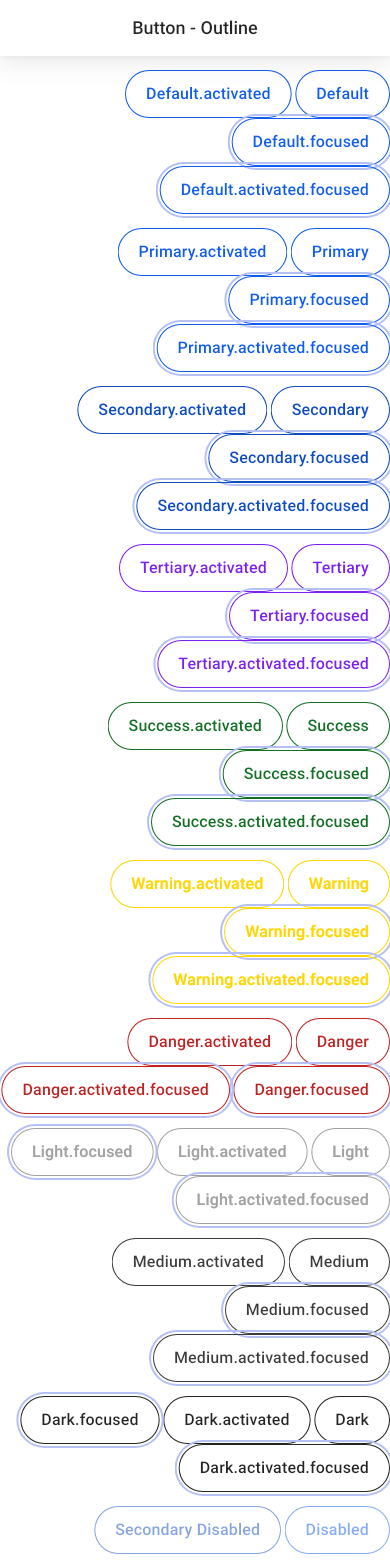 Button - Outline
Default.activated Default
Default.focused
Default.activated.focused
Primary.activated Primary
Primary.focused
Primary.activated.focused
Secondary.activated Secondary
Secondary.focused
Secondary.activated.focused
Tertiary.activated Tertiary
Tertiary.focused
Tertiary.activated.focused
Success.activated Success
Success.focused
Success.activated.focused
Warning.activated Warning
Warning.focused
Warning.activated.focused
Danger.activated Danger
Danger.activated.focused Danger.focused
Light.focused Light.activated Light
Light.activated.focused
Medium.activated Medium
Medium.focused
Medium.activated.focused
Dark.focused Dark.activated Dark
Dark.activated.focused
Secondary Disabled Disabled